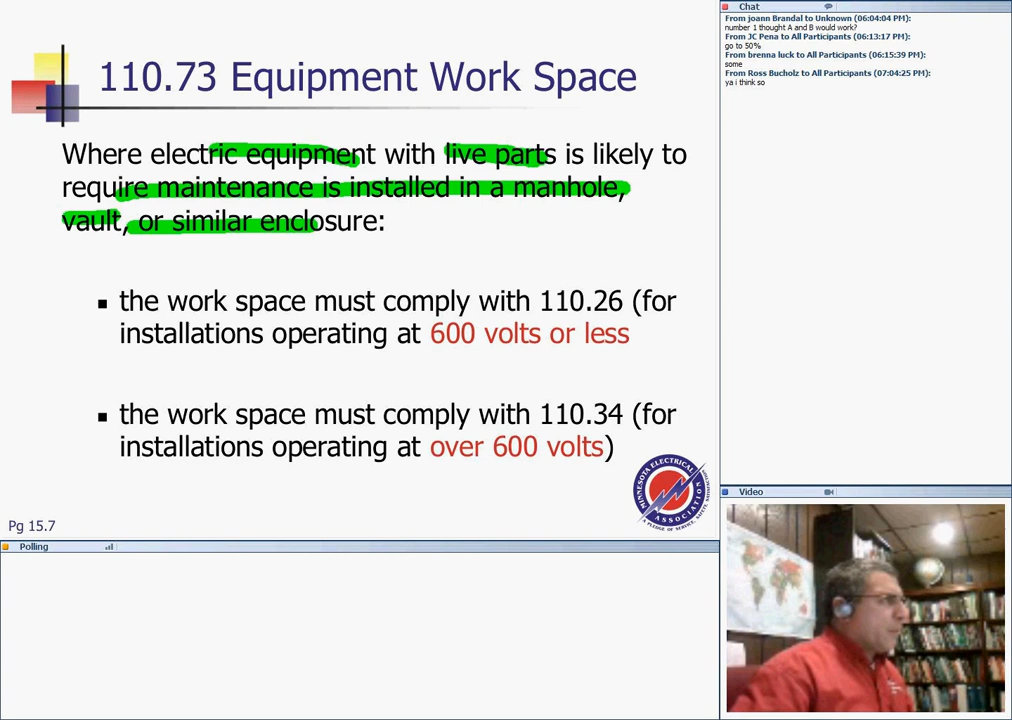 110.73 Equipment Work Space
Where electric equipment with live parts is likely to
require maintenance is installed in a manhole,
vault, or similar enclosure:
the work space must comply with 110.26 (for
installations operating at 600 volts or less
the work space must comply with 110.34 (for
installations operating at over 600 volts)
MINNESOTA ELECTRICAL
ASSOCIATION
Pg 15.7
Polling
Chat
From joann Brandal to Unknown (06:04:04 PM):
number 1 thought A and B would work?
From JC Pena to All Participants (06:13:17 PM):
go to 50%
From brenna luck to All Participants (06:15:39 PM):
some
From Ross Bucholz to All Participants (07:04:25 PM):
ya i think so
Video